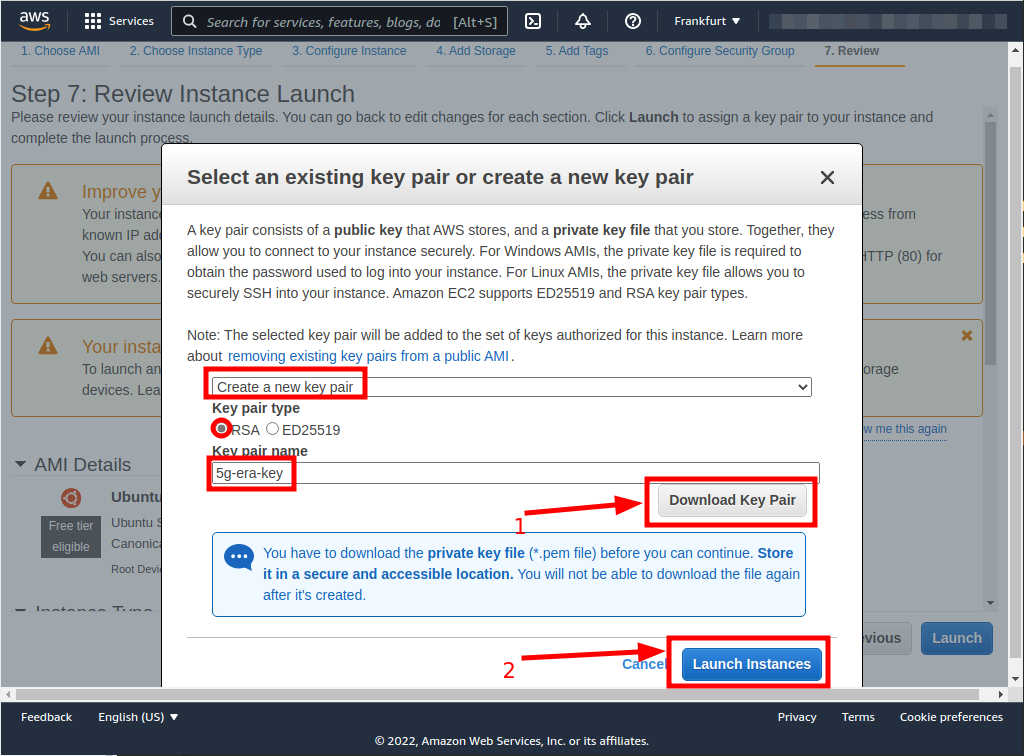 aws
Services
Search for services, features, blogs, do [Alt+S]
Frankfurt
1. Choose AMI 2. Choose Instance Type 3. Configure Instance 4. Add Storage 5. Add Tags 6. Configure Security Group 7. Review
Step 7: Review Instance Launch
Please review your instance launch details. You can go back to edit changes for each section. Click Launch to assign a key pair to your instance and
complete the launch process.
Improve y
Your instance
known IP add
You can also
web servers.
ess from
HTTP (80) for
Your insta
To launch an
devices. Lea
orage
w me this again
AMI Details
Free tier
eligible
Ubuntu
Ubuntu S
Canonica
Root Devi
Instance Type
Select an existing key pair or create a new key pair
A key pair consists of a public key that AWS stores, and a private key file that you store. Together, they
allow you to connect to your instance securely. For Windows AMIs, the private key file is required to
obtain the password used to log into your instance. For Linux AMIs, the private key file allows you to
securely SSH into your instance. Amazon EC2 supports ED25519 and RSA key pair types.
Note: The selected key pair will be added to the set of keys authorized for this instance. Learn more
about removing existing key pairs from a public AMI .
Create a new key pair
Key pair type
RSA ED25519
Key pair name
5g-era-key
Download Key Pair
1
You have to download the private key file (*.pem file) before you can continue. Store
it in a secure and accessible location. You will not be able to download the file again
after it's created.
2
Cancel
Launch Instances
evious
Launch
Feedback English (US) Privacy Terms Cookie preferences
© 2022, Amazon Web Services, Inc. or its affiliates.